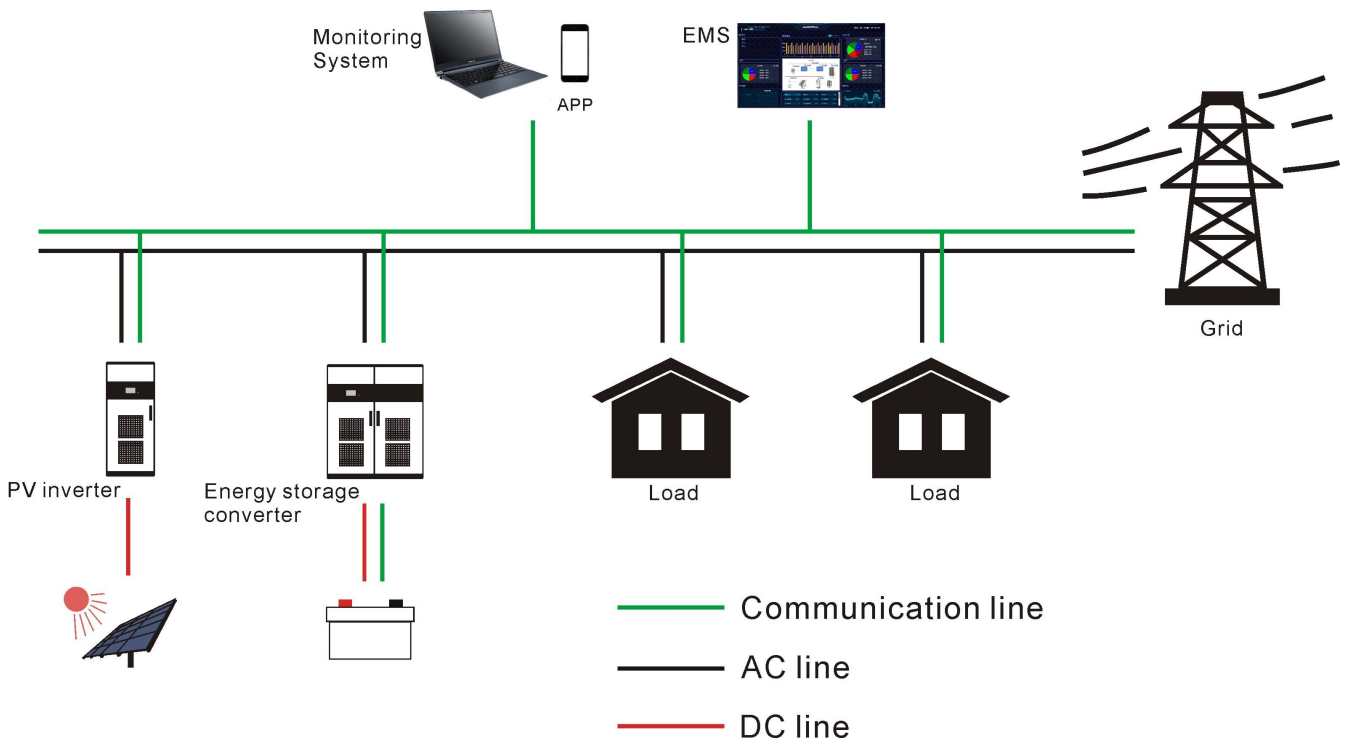 Monitoring
System
APP
EMS
Grid
PV inverter
Energy storage
converter
Load
Load
Communication line
AC line
DC line